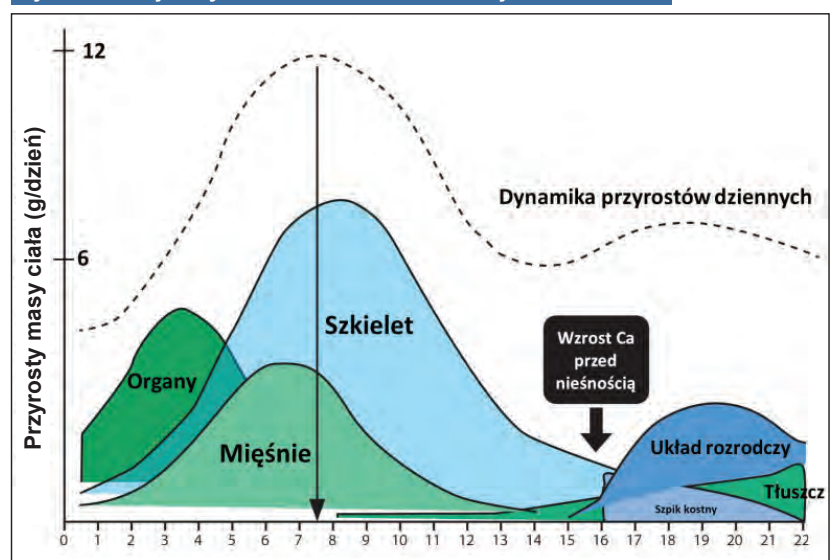 12
Przyrosty masy ciała (g/dzień)
Dynamika przyrostów dziennych
6
Szkielet
Wzrost Ca
przed
nieśnością
Organy
Mięśnie
Układ rozrodczy
Tłuszcz
Szpik kostny
0 1 2 3 4 5 6 7 8 9 10 11 12 13 14 15 16 17 18 19 20 21 22